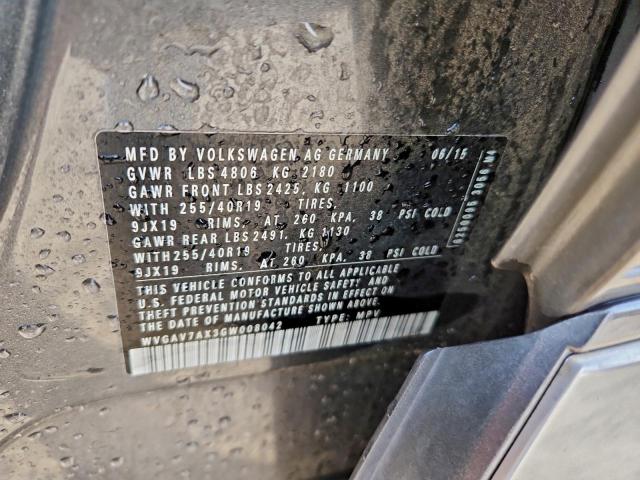 MFD BY VOLKSWAGEN AG GERMANY 06/15
GVWR LBS 4806 KG 2180
GAWR FRONT LBS 2425, KG 1100
WITH 255/40R19 TIRES.
9JX19 RIMS. AT 260 KPA, 38 PSI COLD
GAWR REAR LBS 2491, KG 1130
WITH 255/40R19 TIRES.
9JX19 RIMS. AT 260 KPA, 38 PSI COLD
THIS VEHICLE CONFORMS TO ALL APPLICABLE
U.S. FEDERAL MOTOR VEHICLE SAFETY AND
THEFT PREVENTION STANDARDS IN EFFECT ON
THE DATE OF MANUFACTURE SHOWN ABOVE.
WVGAV7AX3GW008042 TYPE: MPV